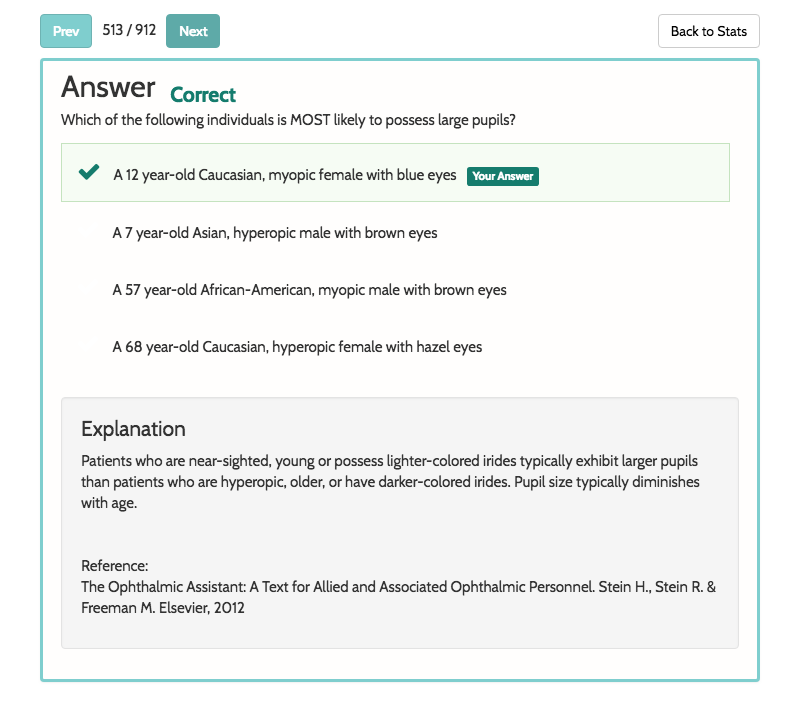 Prev 513 / 912 Next Back to Stats
Answer Correct
Which of the following individuals is MOST likely to possess large pupils?
A 12 year-old Caucasian, myopic female with blue eyes Your Answer
A 7 year-old Asian, hyperopic male with brown eyes
A 57 year-old African-American, myopic male with brown eyes
A 68 year-old Caucasian, hyperopic female with hazel eyes
Explanation
Patients who are near-sighted, young or possess lighter-colored irides typically exhibit larger pupils
than patients who are hyperopic, older, or have darker-colored irides. Pupil size typically diminishes
with age.
Reference:
The Ophthalmic Assistant: A Text for Allied and Associated Ophthalmic Personnel. Stein H., Stein R. &
Freeman M. Elsevier, 2012